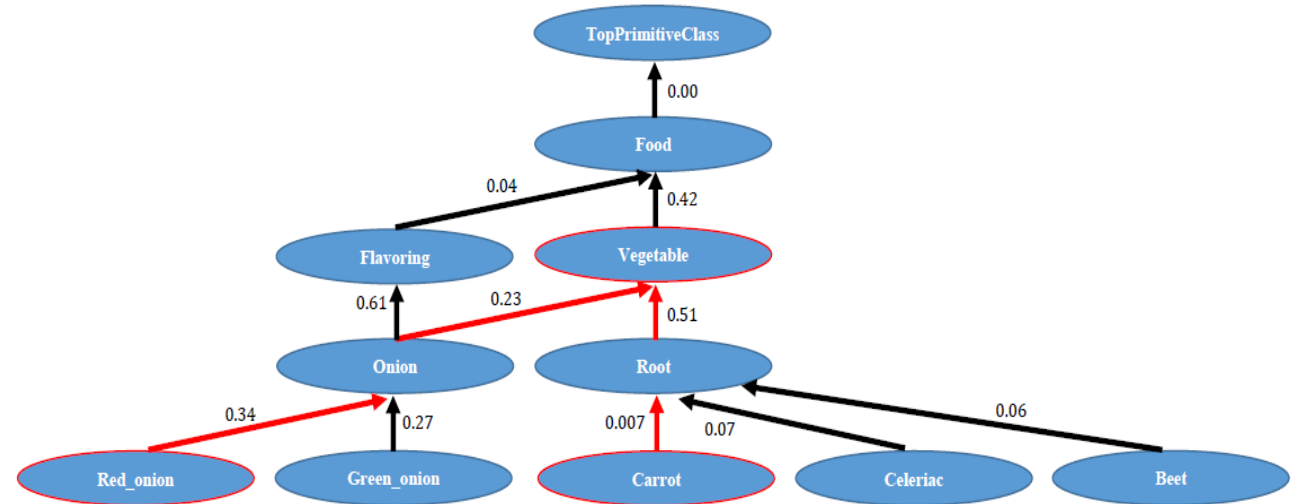 TopPrimitiveClass
0.00
Food
0.04
0.42
Flavoring
Vegetable
0.61
0.23
0.51
Onion
Root
0.34
0.27
0.007
0.07
0.06
Red_onion
Green_onion
Carrot
Celeriac
Beet